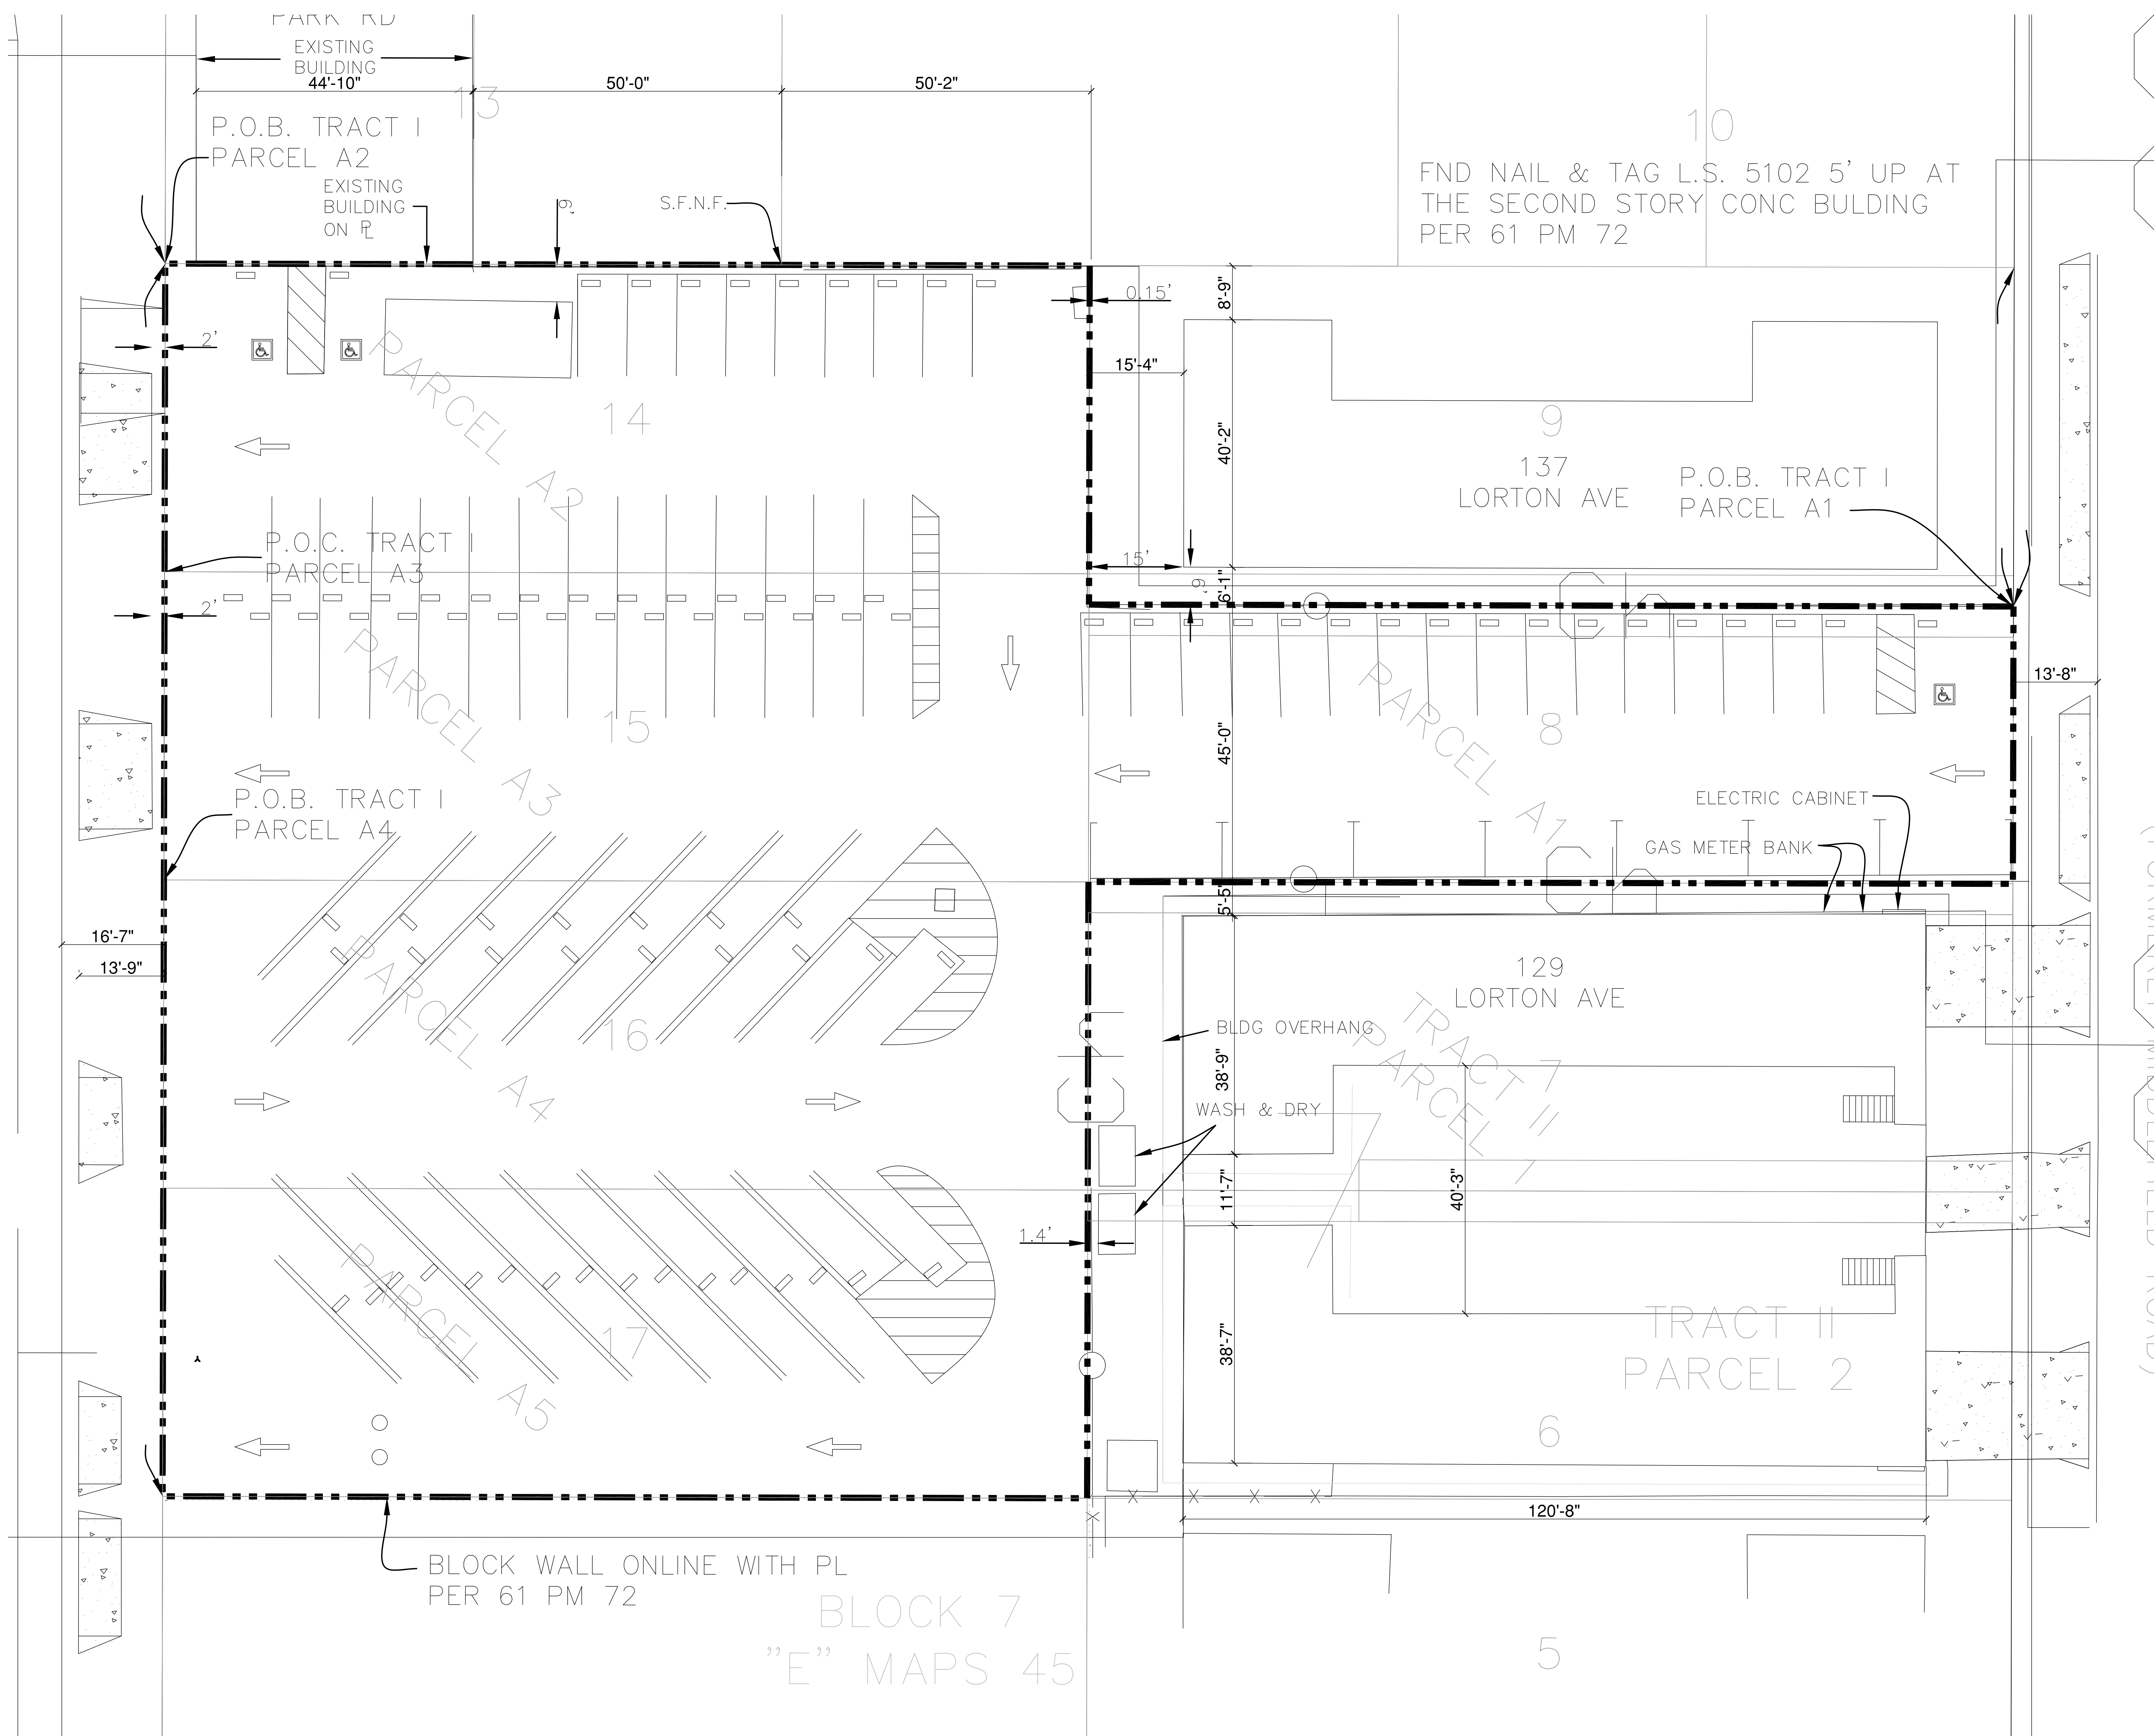 PARK RD
EXISTING
BUILDING
44'-10"
50'-0"
50'-2"
13
10
P.O.B. TRACT I
PARCEL A2
EXISTING
BUILDING
ON PL
6'
S.F.N.F.
FND NAIL & TAG L.S. 5102 5' UP AT
THE SECOND STORY CONC BULDING
PER 61 PM 72
0.15'
8'-9"
2'
15'-4"
PARCEL A2
14
40'-2"
9
137
LORTON AVE
P.O.B. TRACT I
PARCEL A1
P.O.C. TRACT I
PARCEL A3
15'
6'
6'-1"
2'
PARCEL A3
15
45'-0"
PARCEL A1
8
13'-8"
P.O.B. TRACT I
PARCEL A4
ELECTRIC CABINET
GAS METER BANK
5'-5"
16'-7"
13'-9"
PARCEL A4
16
129
LORTON AVE
BLDG OVERHANG
38'-9"
TRACT II
PARCEL 1
7
WASH & DRY
11'-7"
40'-3"
1.4'
PARCEL A5
17
38'-7"
TRACT II
PARCEL 2
6
120'-8"
BLOCK WALL ONLINE WITH PL
PER 61 PM 72
BLOCK 7
"E" MAPS 45
5